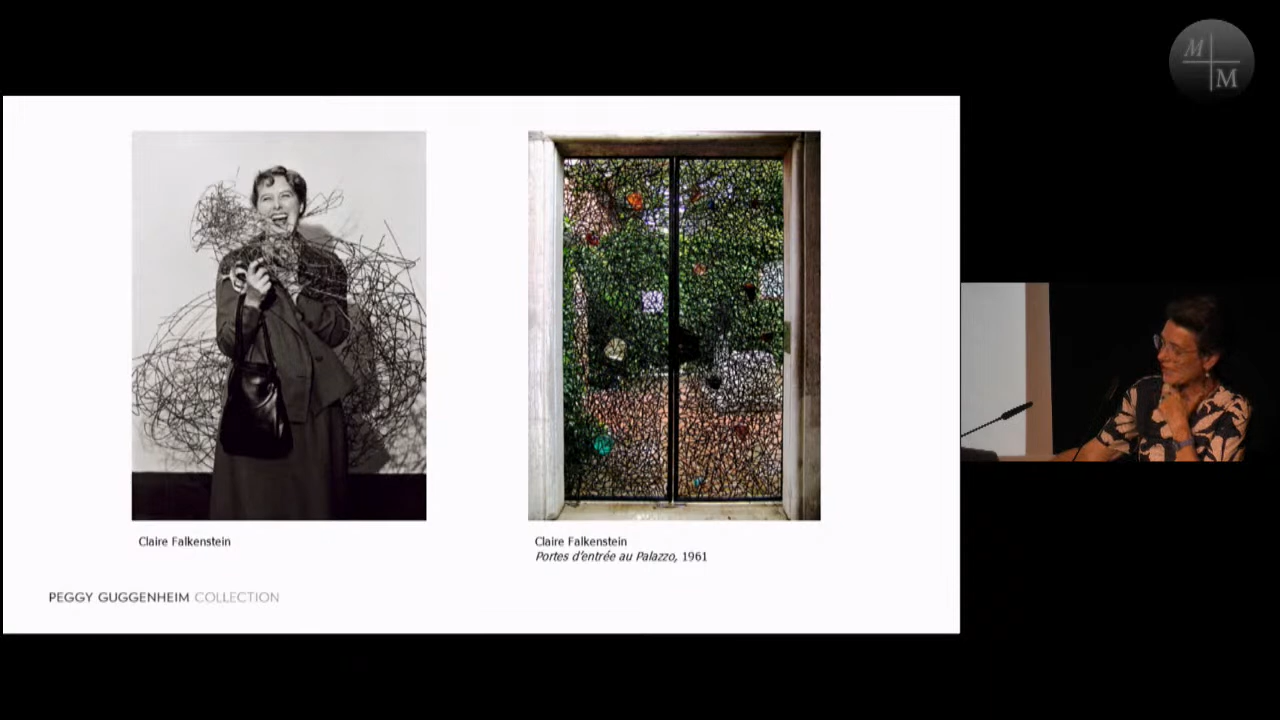 M
M
Claire Falkenstein
Claire Falkenstein
Portes d'entrée au Palazzo, 1961
PEGGY GUGGENHEIM COLLECTION